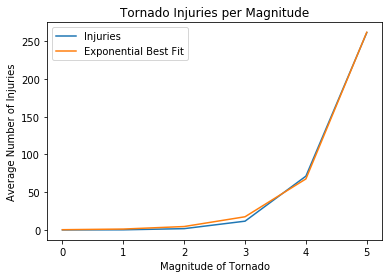 Tornado Injuries per Magnitude
Injuries
Exponential Best Fit
250
200
150
100
50
0
Average Number of Injuries
0 1 2 3 4 5
Magnitude of Tornado